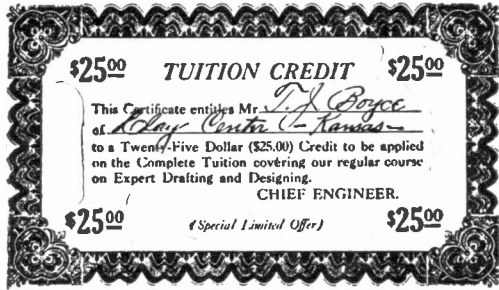 $25.00 TUITION CREDIT $25.00
This Certificate entitles Mr. T. J. Boyce
of Clay Center - Kansas -
to a Twenty-Five Dollar ($25.00) Credit to be applied
on the Complete Tuition covering our regular course
on Expert Drafting and Designing.
CHIEF ENGINEER.
$25.00 (Special Limited Offer) $25.00